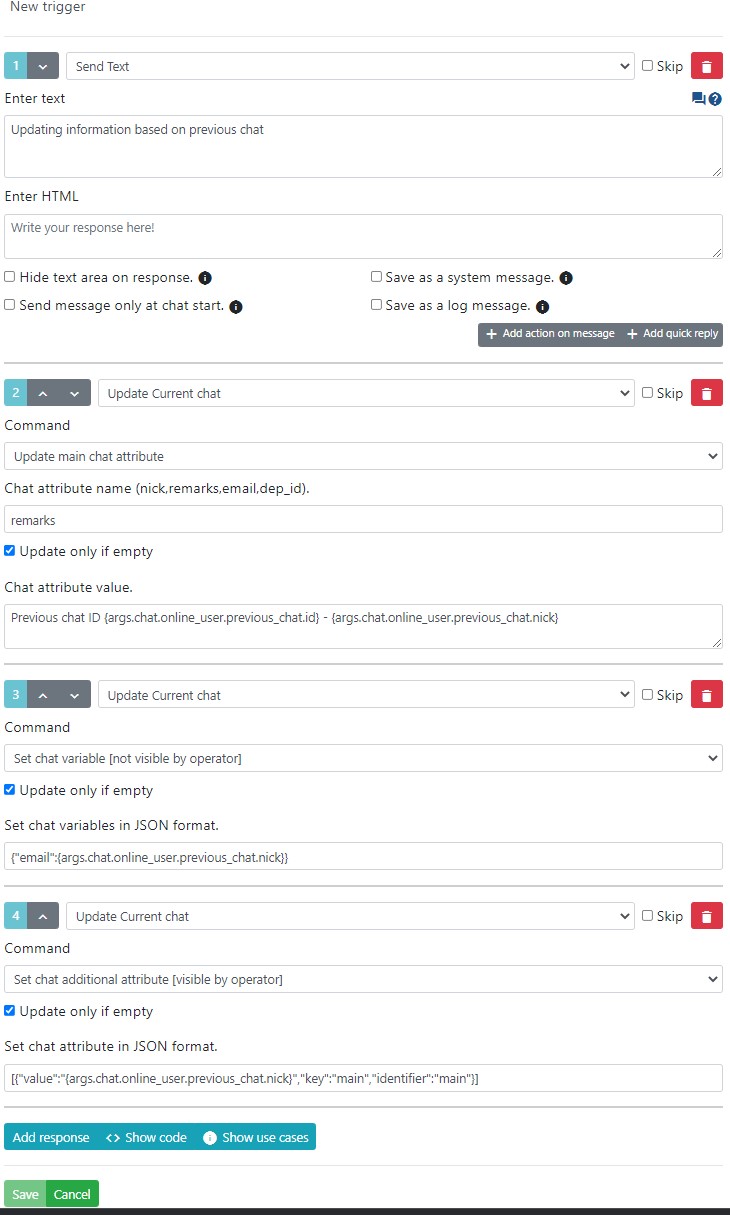 New trigger
1 Send Text Skip
Enter text
Updating information based on previous chat
Enter HTML
Write your response here!
Hide text area on response. Save as a system message.
Send message only at chat start. Save as a log message.
+ Add action on message + Add quick reply
2 Update Current chat Skip
Command
Update main chat attribute
Chat attribute name (nick,remarks,email,dep_id).
remarks
Update only if empty
Chat attribute value.
Previous chat ID {args.chat.online_user.previous_chat.id} - {args.chat.online_user.previous_chat.nick}
3 Update Current chat Skip
Command
Set chat variable [not visible by operator]
Update only if empty
Set chat variables in JSON format.
{"email":{args.chat.online_user.previous_chat.nick}}
4 Update Current chat Skip
Command
Set chat additional attribute [visible by operator]
Update only if empty
Set chat attribute in JSON format.
[{"value":"{args.chat.online_user.previous_chat.nick}","key":"main","identifier":"main"}]
Add response <> Show code Show use cases
Save Cancel